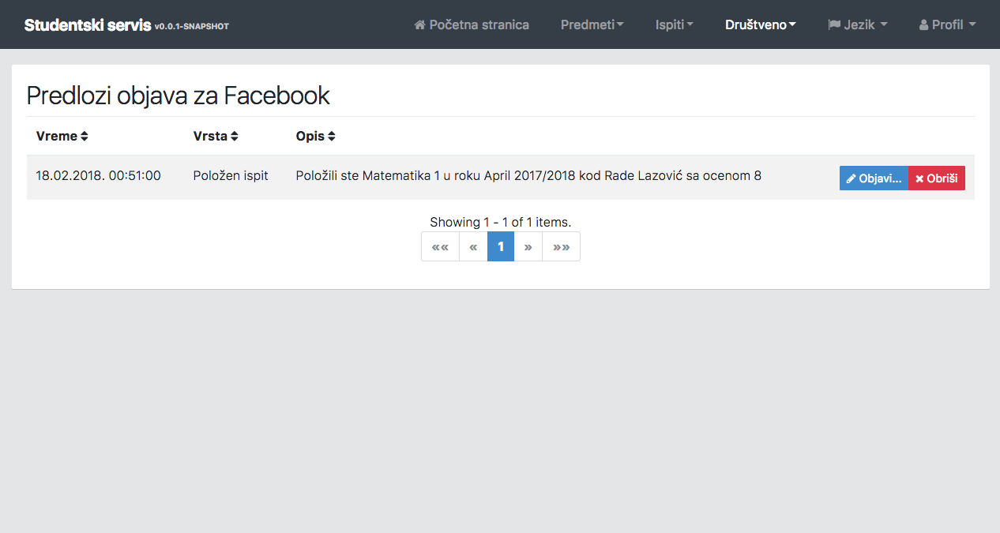 Studentski servis v0.0.1-SNAPSHOT Početna stranica Predmeti Ispiti Društveno Jezik Profil
Predlozi objava za Facebook
Vreme Vrsta Opis
18.02.2018. 00:51:00 Položen ispit Položili ste Matematika 1 u roku April 2017/2018 kod Rade Lazović sa ocenom 8 Objavi... Obriši
Showing 1 - 1 of 1 items.
«« « 1 » »»